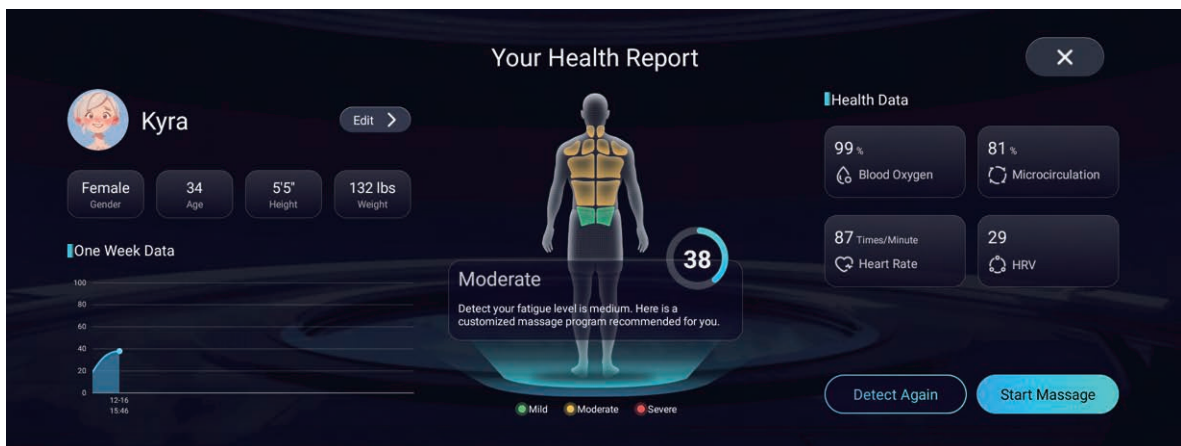 Your Health Report
Kyra
Edit
Female
Gender
34
Age
5'5"
Height
132 lbs
Weight
One Week Data
100
80
60
40
20
0
12-16
15:46
38
Moderate
Detect your fatigue level is medium. Here is a
customized massage program recommended for you.
Mild Moderate Severe
Health Data
99 %
Blood Oxygen
81 %
Microcirculation
87 Times/Minute
Heart Rate
29
HRV
Detect Again
Start Massage